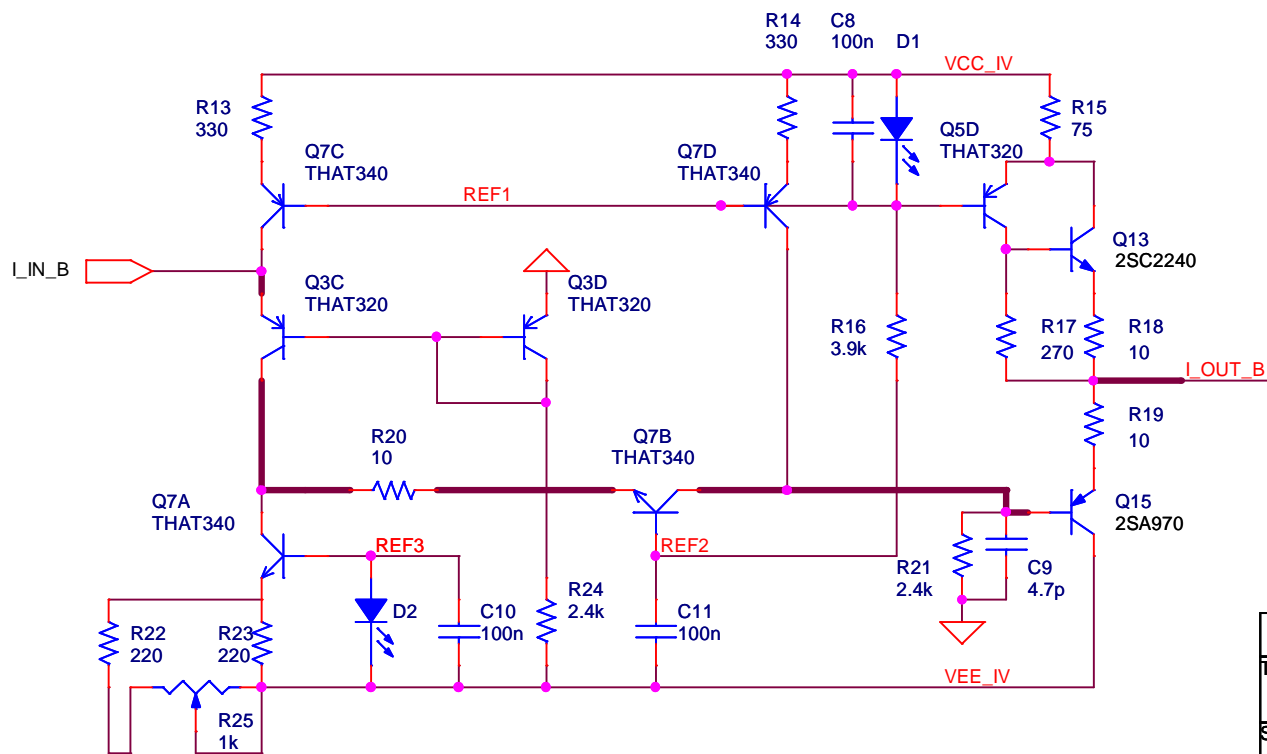 R14
330
C8
100n
D1
VCC_IV
R13
330
R15
75
Q7C
THAT340
Q7D
THAT340
Q5D
THAT320
REF1
Q13
2SC2240
I_IN_B
Q3C
THAT320
Q3D
THAT320
R16
3.9k
R17
270
R18
10
I_OUT_B
R19
10
R20
10
Q7B
THAT340
Q7A
THAT340
Q15
2SA970
REF3
REF2
R21
2.4k
C9
4.7p
D2
C10
100n
R24
2.4k
C11
100n
R22
220
R23
220
VEE_IV
R25
1k